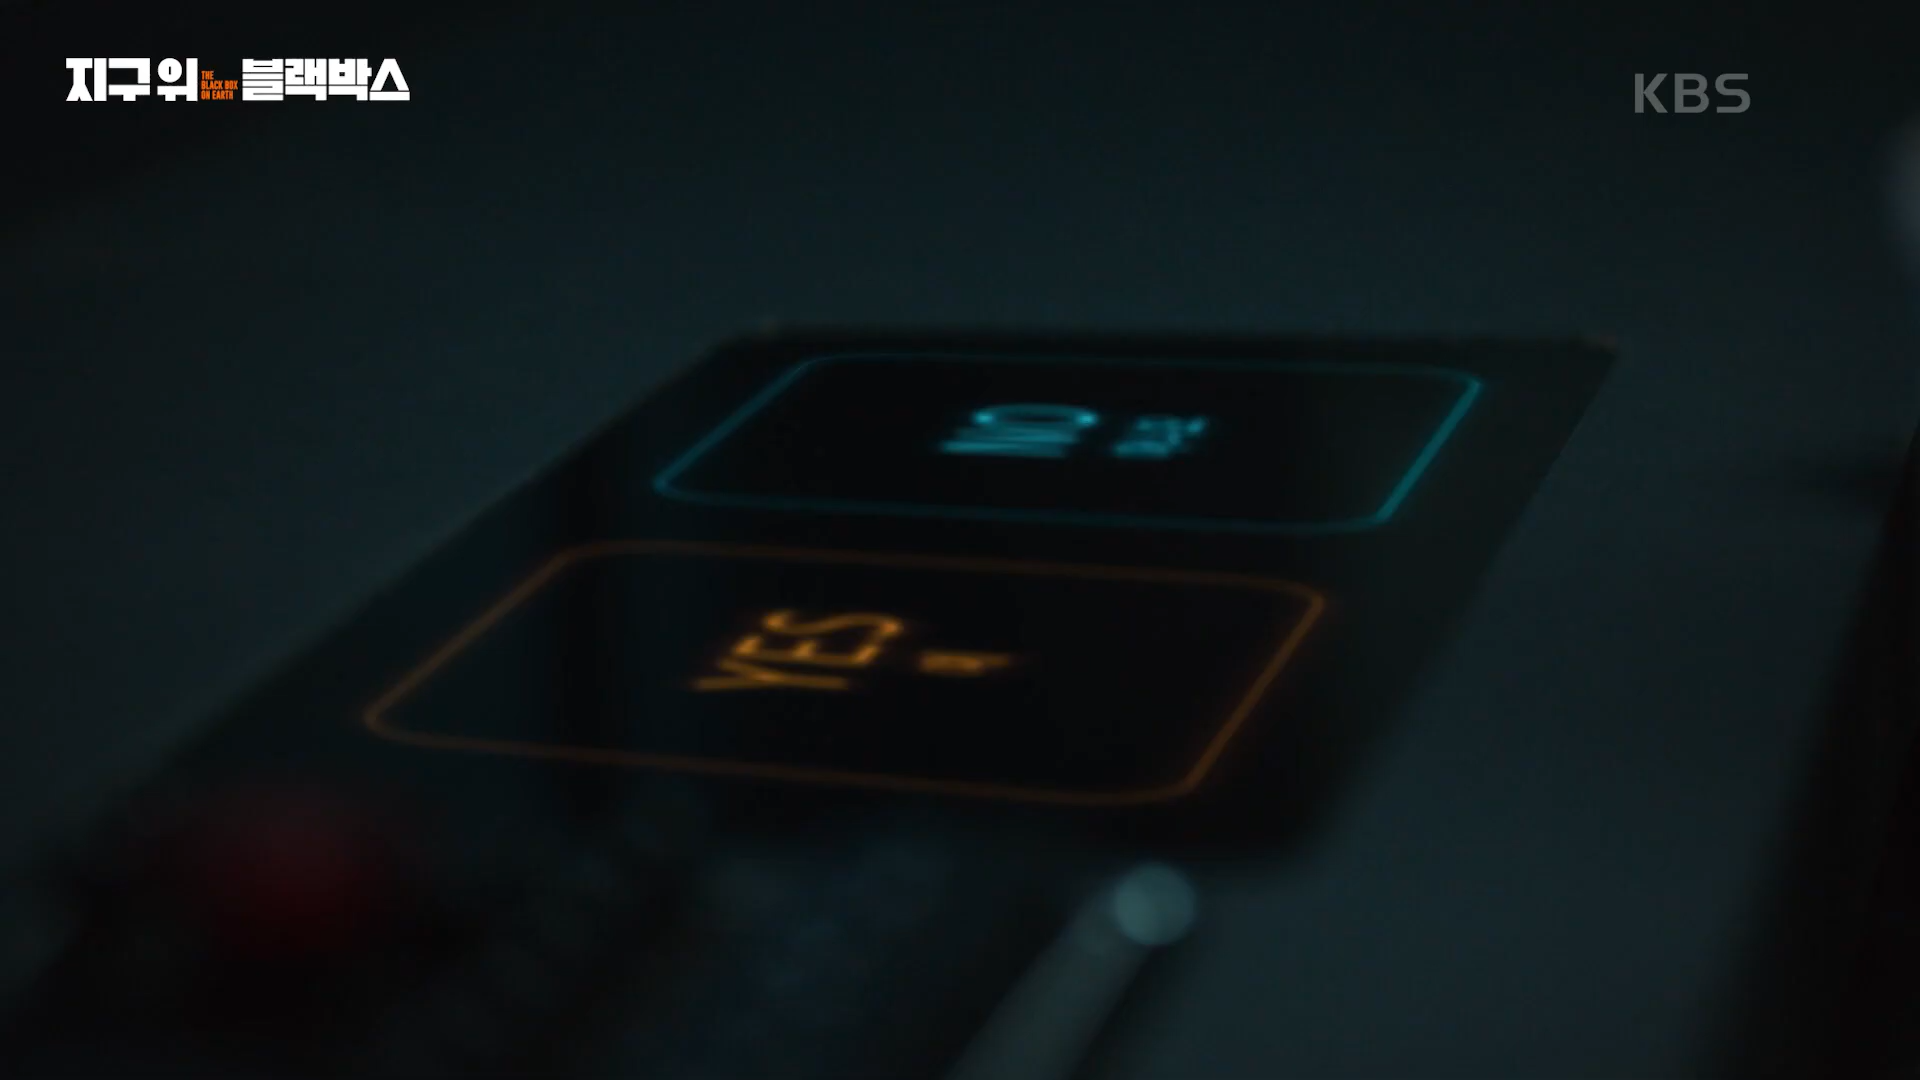 지구 위 블랙박스
THE
BLACK BOX
ON EARTH
KBS
NO
YES